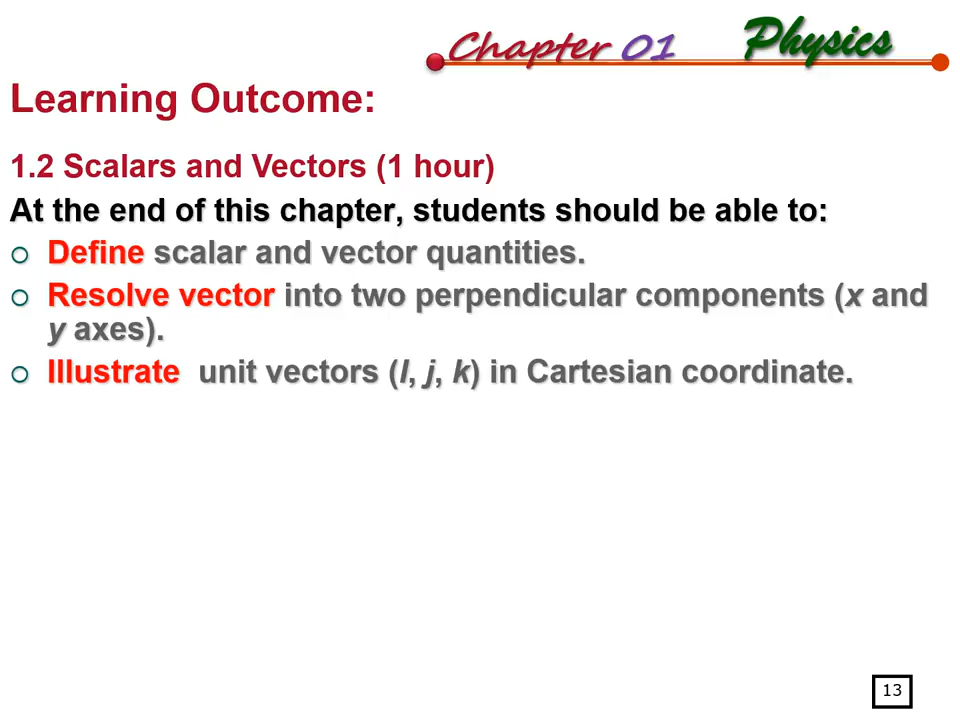 Chapter 01 Physics
Learning Outcome:
1.2 Scalars and Vectors (1 hour)
At the end of this chapter, students should be able to:
Define scalar and vector quantities.
Resolve vector into two perpendicular components (x and
y axes).
Illustrate unit vectors (I, j, k) in Cartesian coordinate.
13